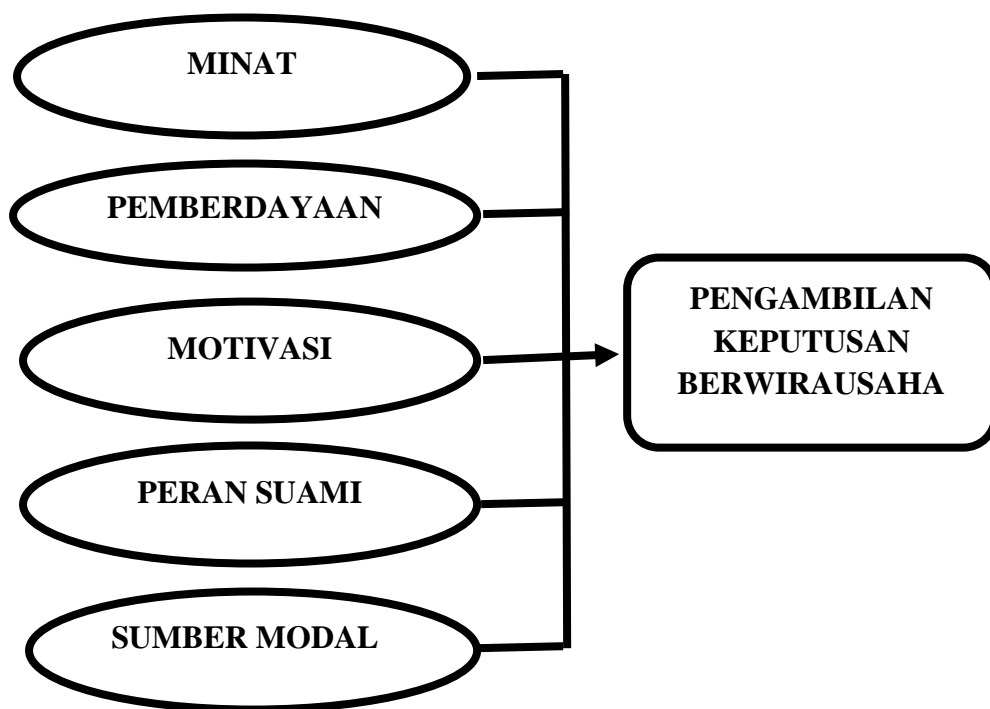 MINAT
PEMBERDAYAAN
MOTIVASI
PERAN SUAMI
SUMBER MODAL
PENGAMBILAN
KEPUTUSAN
BERWIRAUSAHA